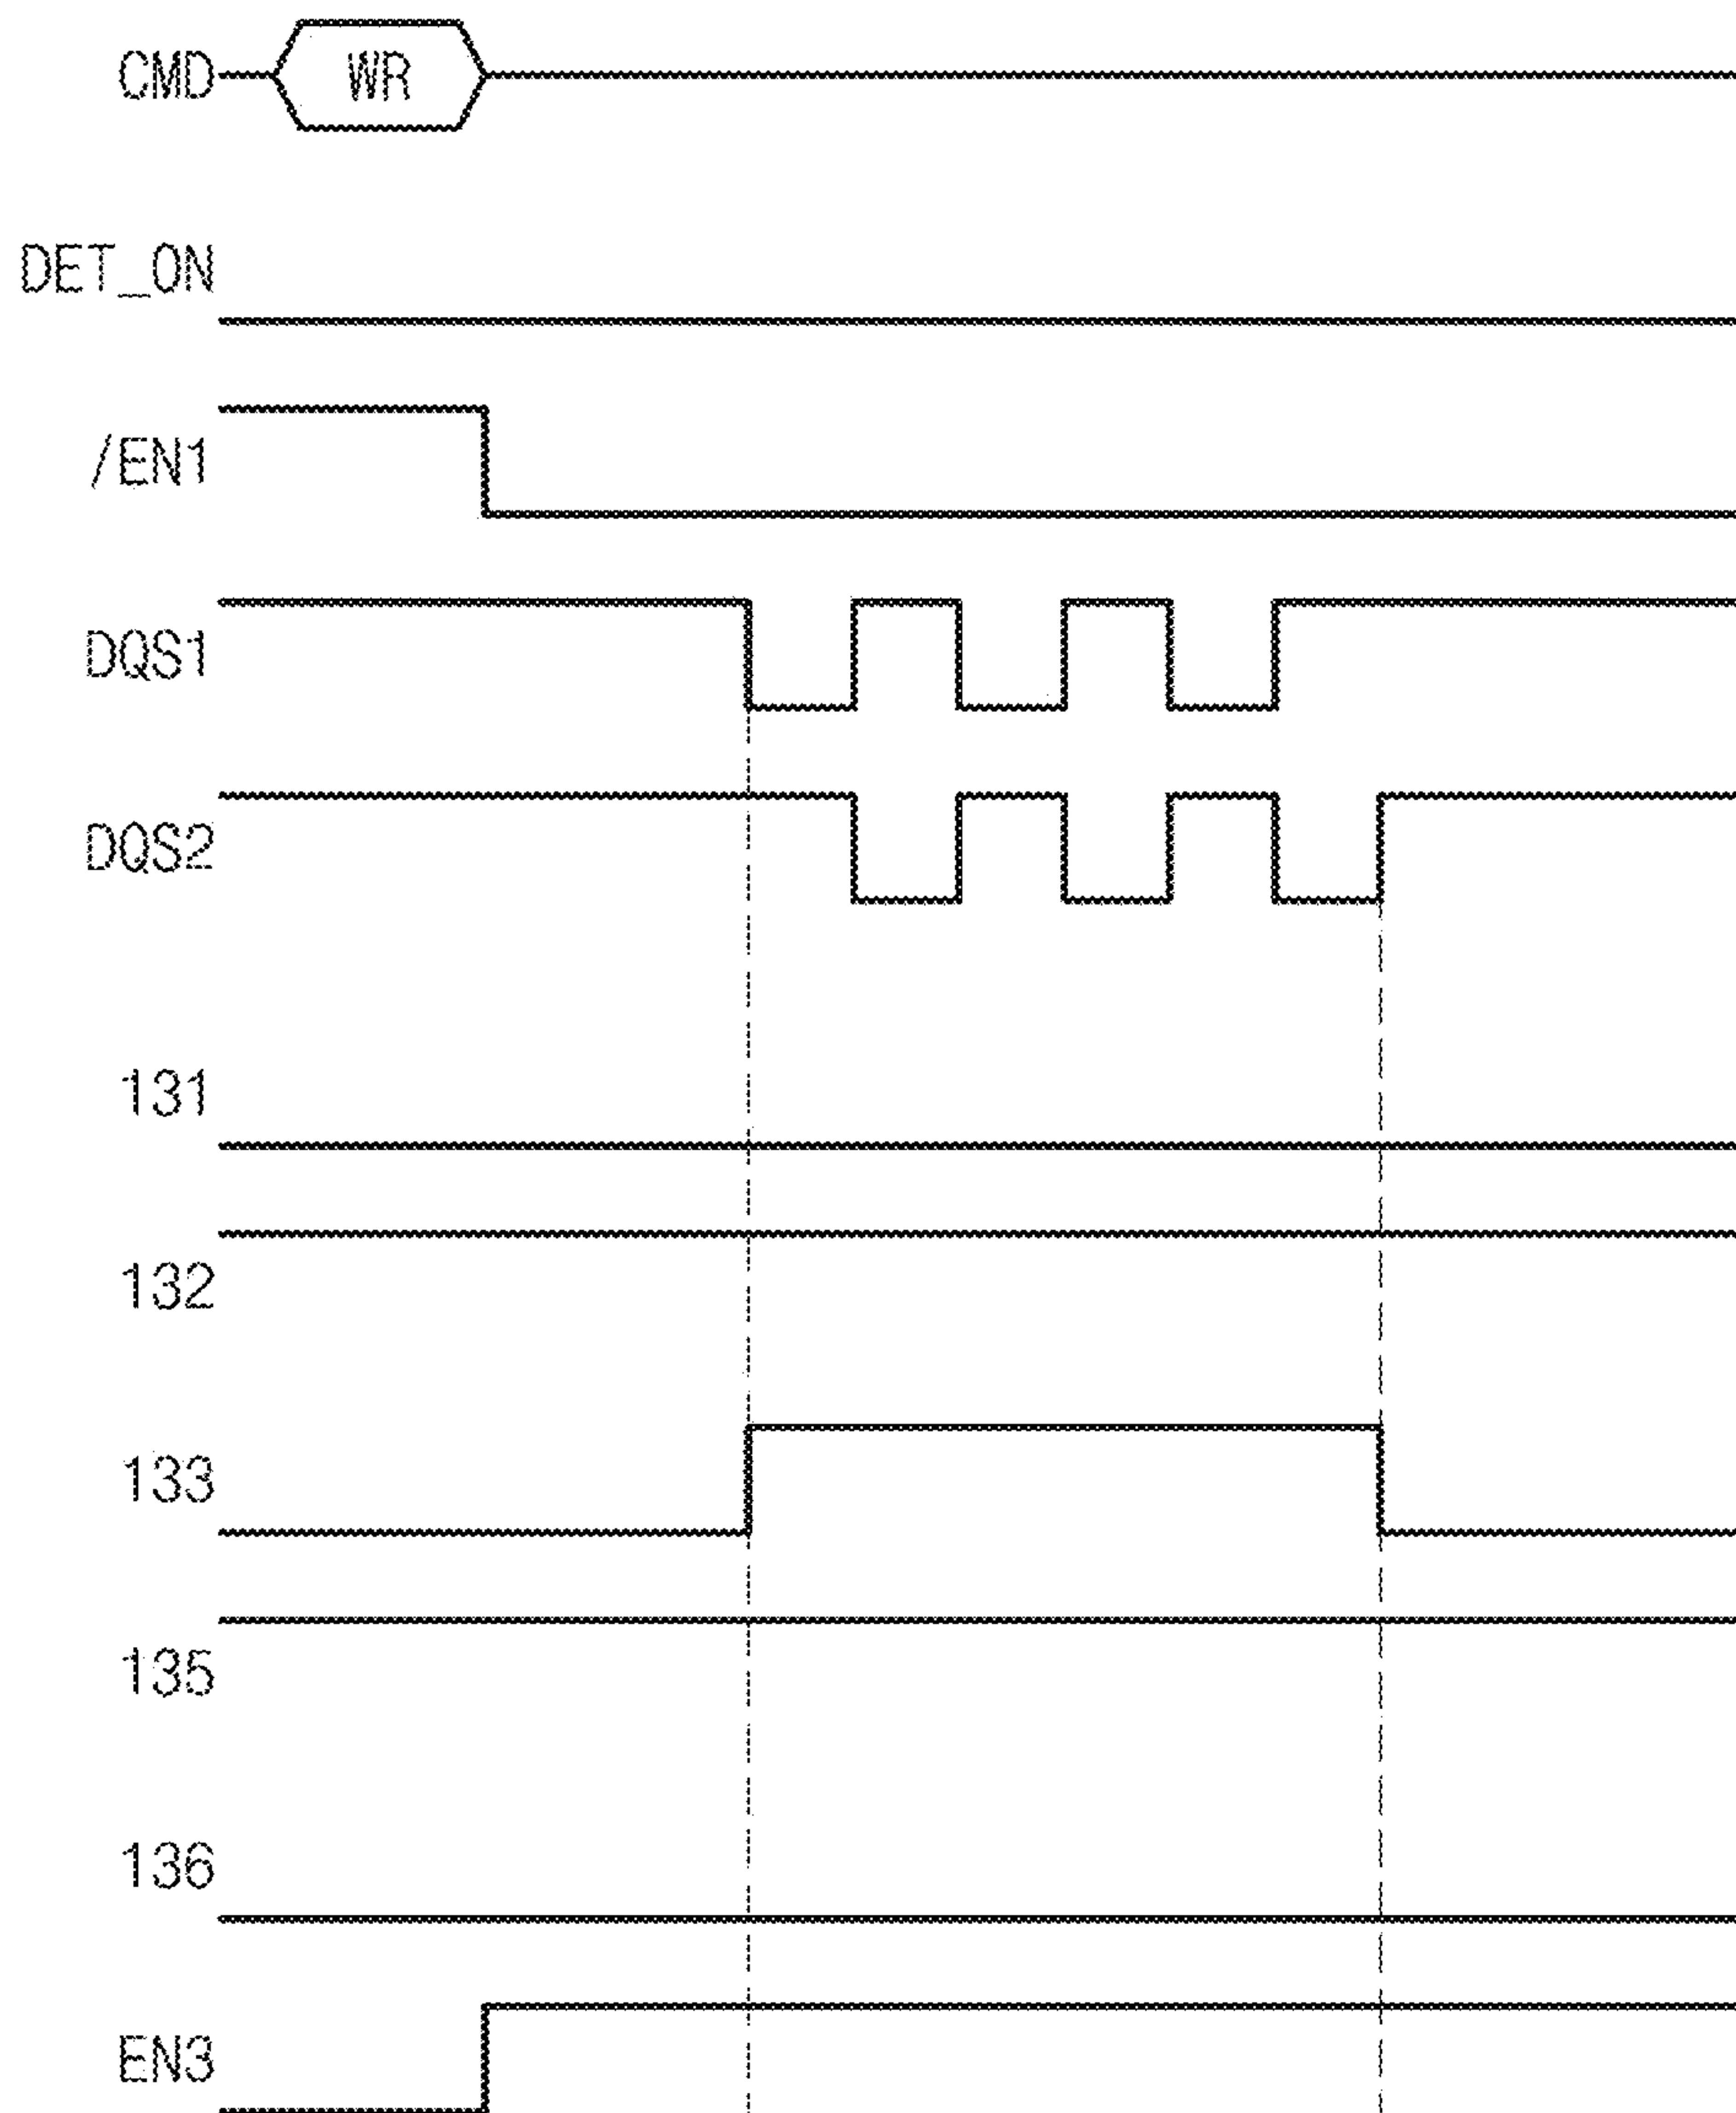 CMD WR
DET_ON
/EN1
DQS1
DQS2
131
132
133
135
136
EN3